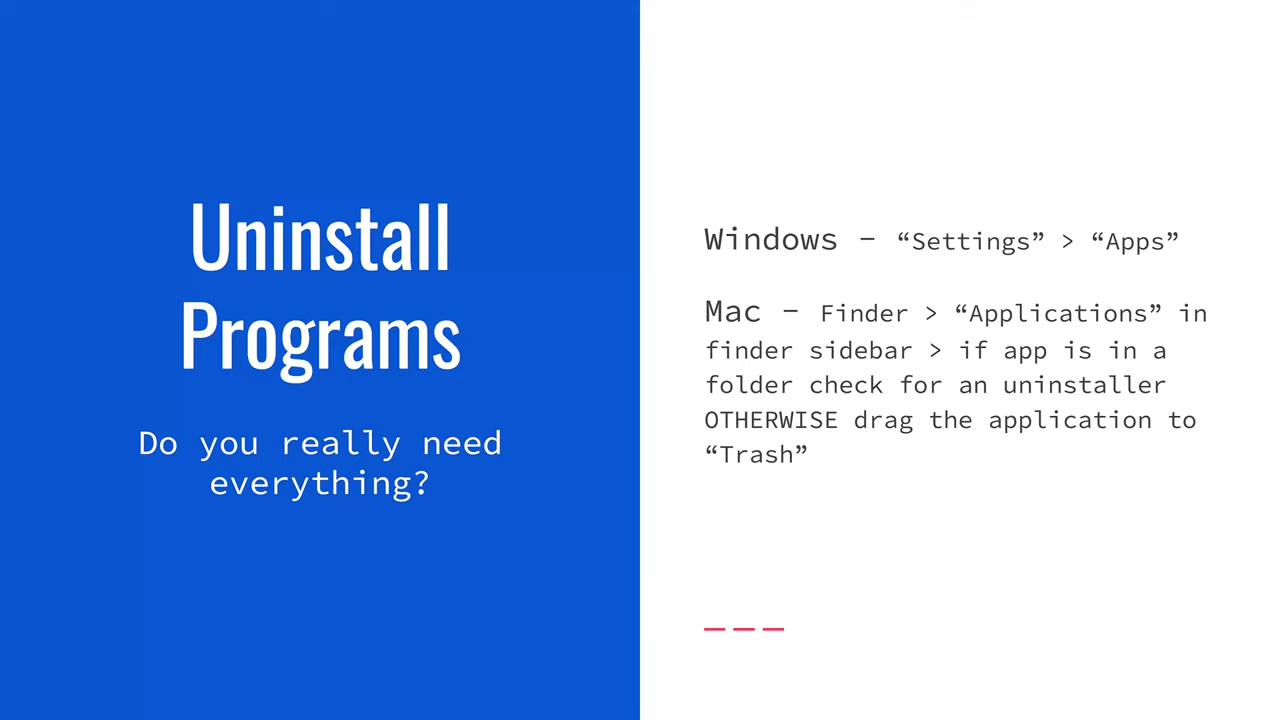 Uninstall
Programs
Do you really need
everything?
Windows – “Settings” > “Apps”
Mac – Finder > “Applications” in
finder sidebar > if app is in a
folder check for an uninstaller
OTHERWISE drag the application to
“Trash”